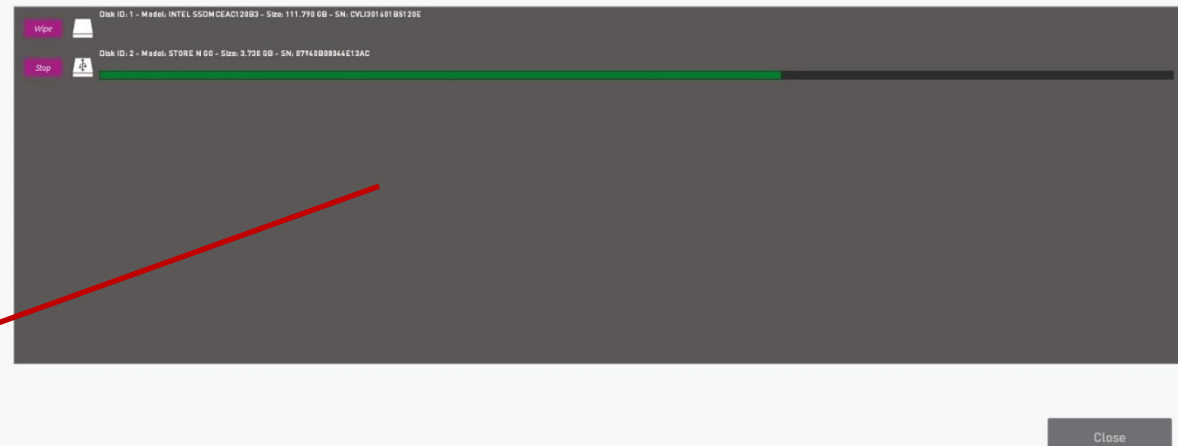 Disk ID: 1 - Model: INTEL SSDMCEAC120B3 - Size: 111.790 GB - SN: CVLI301601B5120E
Wipe
Disk ID: 2 - Model: STORE N GO - Size: 3.730 GB - SN: 07940B08044E13AC
Stop
Close